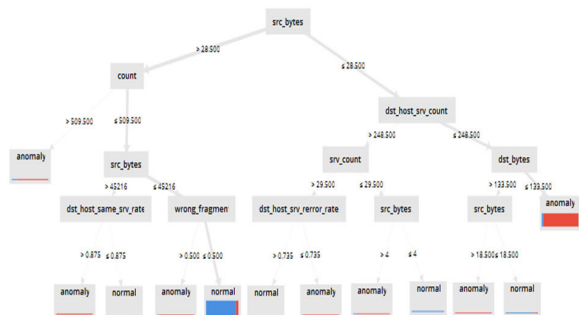 src_bytes
> 28.500
≤ 28.500
count
dst_host_srv_count
> 509.500
≤ 509.500
> 248.500
≤ 248.500
anomaly
src_bytes
srv_count
dst_bytes
> 45216
≤ 45216
> 29.500
≤ 29.500
> 133.500
≤ 133.500
dst_host_same_srv_rate
wrong_fragmen
dst_host_srv_rerror_rate
src_bytes
src_bytes
anomaly
> 0.875
≤ 0.875
> 0.500
≤ 0.500
> 0.735
≤ 0.735
> 4
≤ 4
> 18.500
≤ 18.500
anomaly
normal
anomaly
normal
normal
anomaly
anomaly
normal
anomaly
normal